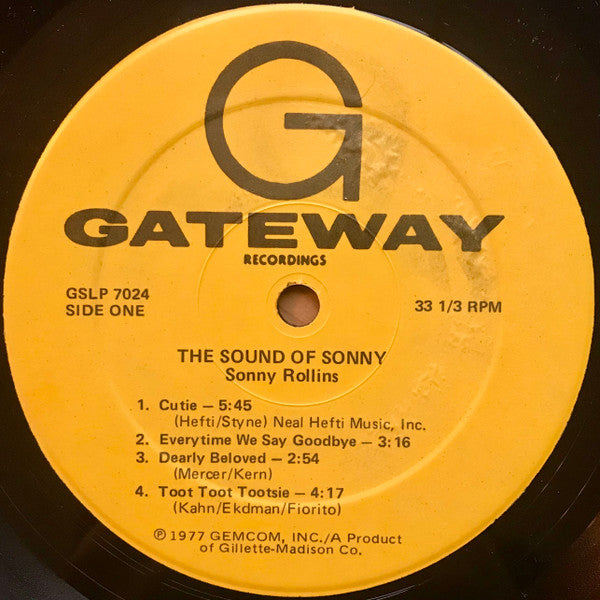 G
GATEWAY
RECORDINGS
GSLP 7024
SIDE ONE
33 1/3 RPM
THE SOUND OF SONNY
Sonny Rollins
1. Cutie — 5:45
(Hefti/Styne) Neal Hefti Music, Inc.
2. Everytime We Say Goodbye — 3:16
3. Dearly Beloved — 2:54
(Mercer/Kern)
4. Toot Toot Tootsie — 4:17
(Kahn/Ekdman/Fiorito)
℗ 1977 GEMCOM, INC./A Product
of Gillette-Madison Co.